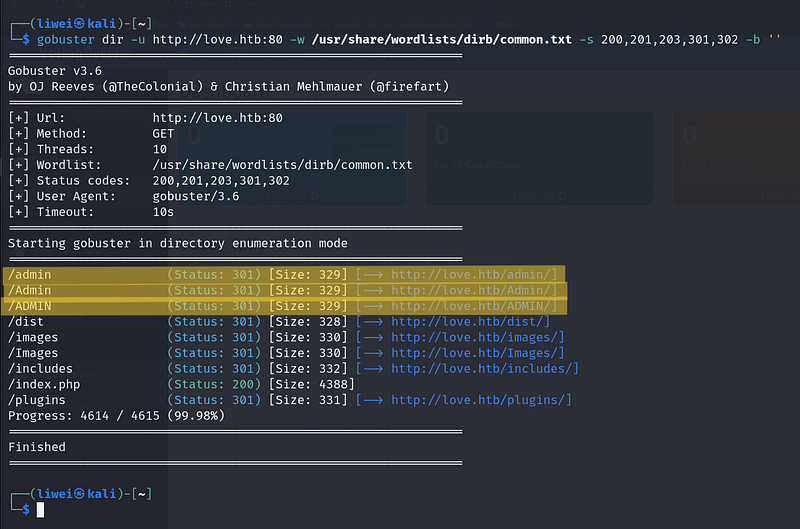 ┌──(liwei㉿kali)-[~]
└─$ gobuster dir -u http://love.htb:80 -w /usr/share/wordlists/dirb/common.txt -s 200,201,203,301,302 -b ''
===============================================================
Gobuster v3.6
by OJ Reeves (@TheColonial) & Christian Mehlmauer (@firefart)
===============================================================
[+] Url: http://love.htb:80
[+] Method: GET
[+] Threads: 10
[+] Wordlist: /usr/share/wordlists/dirb/common.txt
[+] Status codes: 200,201,203,301,302
[+] User Agent: gobuster/3.6
[+] Timeout: 10s
===============================================================
Starting gobuster in directory enumeration mode
===============================================================
/admin (Status: 301) [Size: 329] [--> http://love.htb/admin/]
/Admin (Status: 301) [Size: 329] [--> http://love.htb/Admin/]
/ADMIN (Status: 301) [Size: 329] [--> http://love.htb/ADMIN/]
/dist (Status: 301) [Size: 328] [--> http://love.htb/dist/]
/images (Status: 301) [Size: 330] [--> http://love.htb/images/]
/Images (Status: 301) [Size: 330] [--> http://love.htb/Images/]
/includes (Status: 301) [Size: 332] [--> http://love.htb/includes/]
/index.php (Status: 200) [Size: 4388]
/plugins (Status: 301) [Size: 331] [--> http://love.htb/plugins/]
Progress: 4614 / 4615 (99.98%)
===============================================================
Finished
===============================================================
┌──(liwei㉿kali)-[~]
└─$